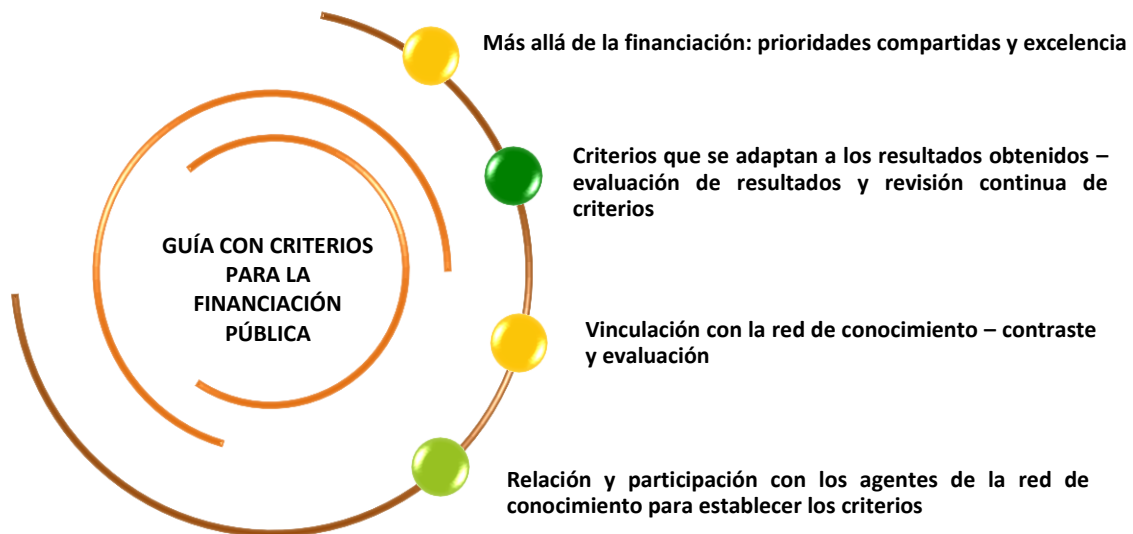 Más allá de la financiación: prioridades compartidas y excelencia
Criterios que se adaptan a los resultados obtenidos –
evaluación de resultados y revisión continua de
criterios
GUÍA CON CRITERIOS
PARA LA
FINANCIACIÓN
PÚBLICA
Vinculación con la red de conocimiento – contraste
y evaluación
Relación y participación con los agentes de la red de
conocimiento para establecer los criterios